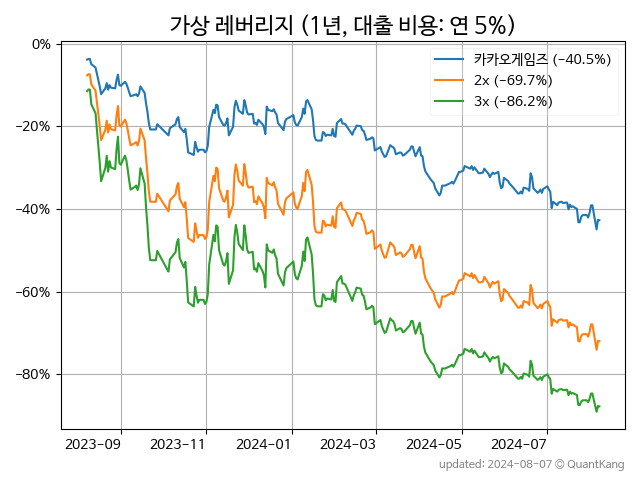 가상 레버리지 (1년, 대출 비용: 연 5%)
카카오게임즈 (−40.5%)
2x (−69.7%)
3x (−86.2%)
0%
−20%
−40%
−60%
−80%
2023-09 2023-11 2024-01 2024-03 2024-05 2024-07
updated: 2024-08-07 © QuantKang